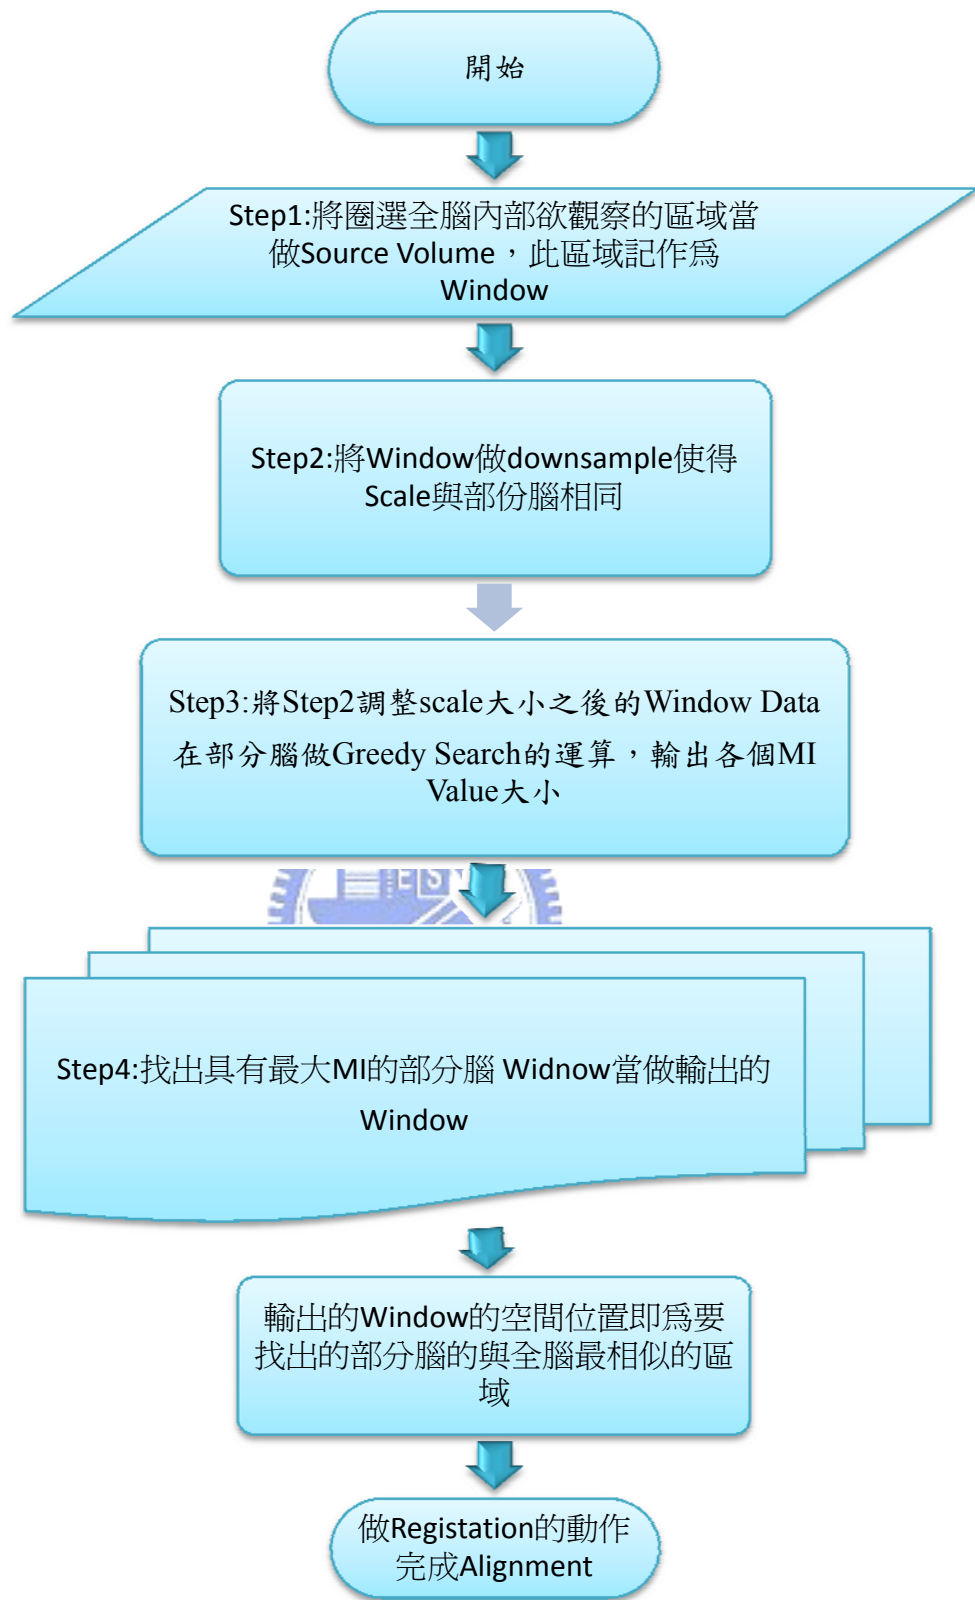 開始
Step1:將圈選全腦內部欲觀察的區域當
做Source Volume，此區域記作爲
Window
Step2:將Window做downsample使得
Scale與部份腦相同
Step3:將Step2調整scale大小之後的Window Data
在部分腦做Greedy Search的運算，輸出各個MI
Value大小
ES
Step4:找出具有最大MI的部分腦 Widnow當做輸出的
Window
輸出的Window的空間位置即爲要
找出的部分腦的與全腦最相似的區
域
做Registation的動作
完成Alignment